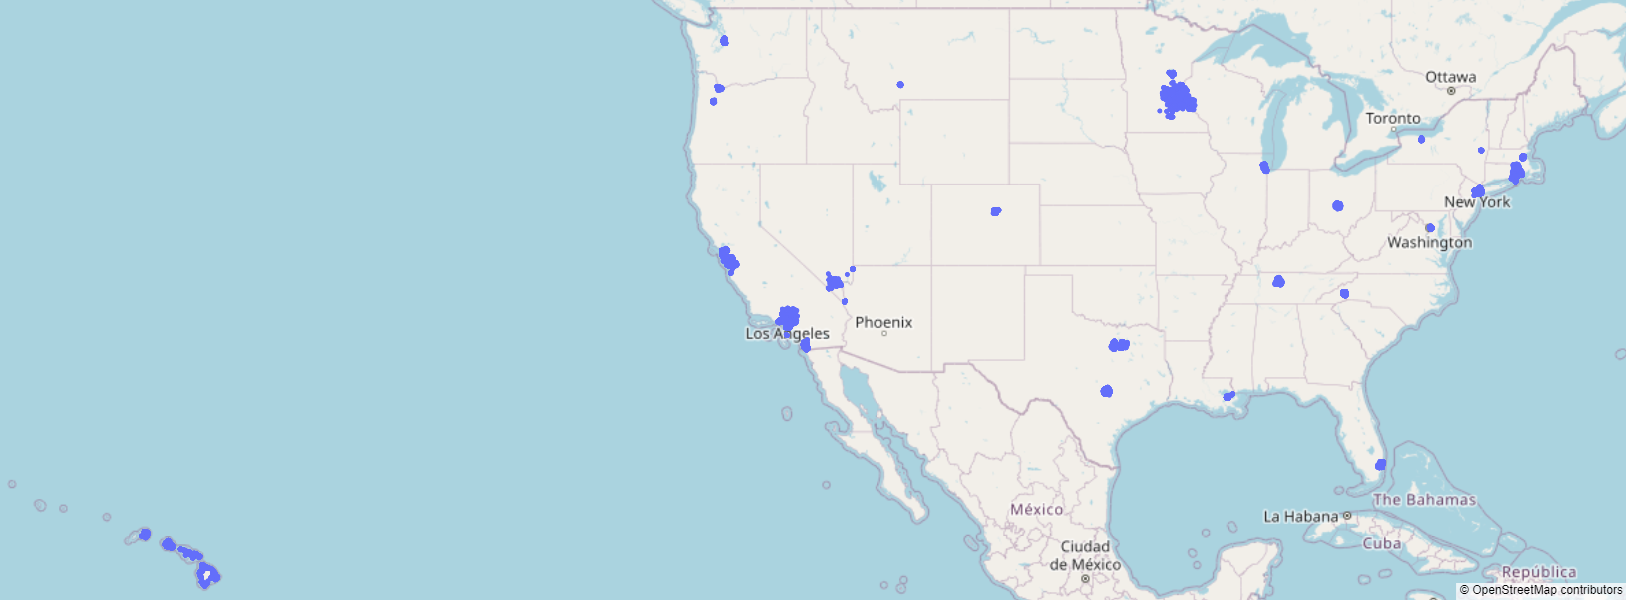 Ottawa
Toronto
New York
Washington
Los Angeles
Phoenix
The Bahamas
México
La Habana
Cuba
Ciudad
de México
República
© OpenStreetMap contributors